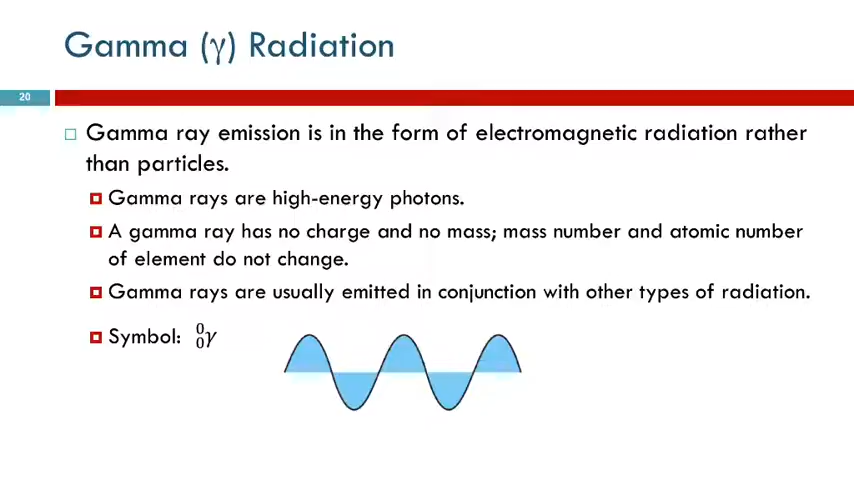 Gamma (γ) Radiation
20
Gamma ray emission is in the form of electromagnetic radiation rather
than particles.
Gamma rays are high-energy photons.
A gamma ray has no charge and no mass; mass number and atomic number
of element do not change.
Gamma rays are usually emitted in conjunction with other types of radiation.
Symbol: ⁰₀γ